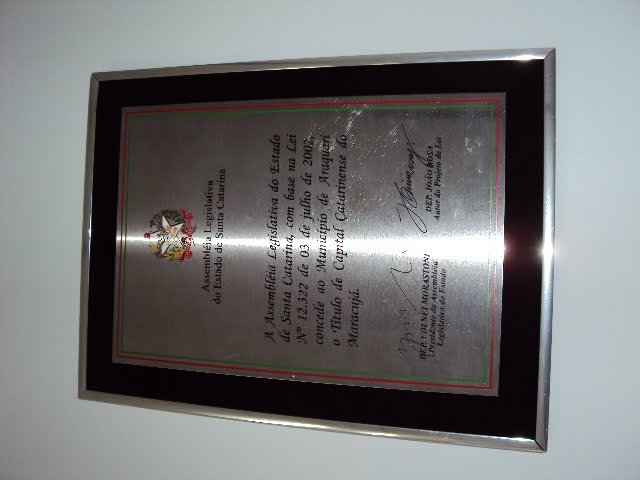 Assembléia Legislativa
do Estado de Santa Catarina
A Assembléia Legislativa do Estado
de Santa Catarina, com base na Lei
Nº 12.322 de 03 de julho de 2002,
concede ao Município de Araquari
o Título de Capital Catarinense do
Maracujá.
DEP. VOLNEI MORASTONI
Presidente da Assembléia
Legislativa do Estado
DEP. JOÃO ROSA
Autor do Projeto de Lei